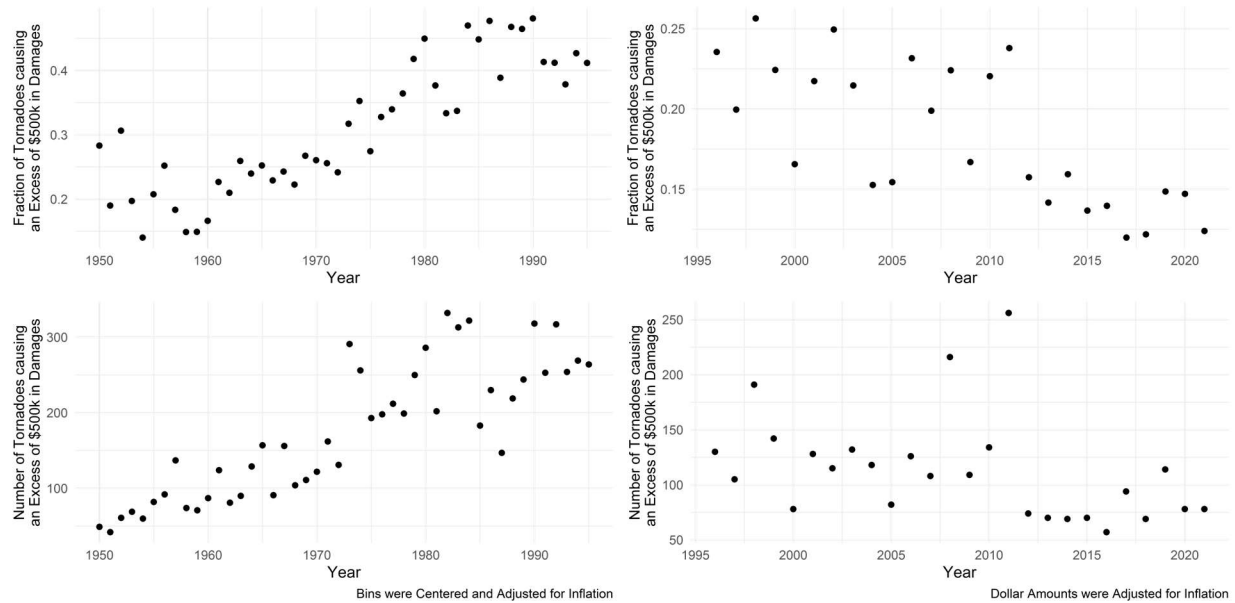 Fraction of Tornadoes causing
an Excess of $500k in Damages
0.4
0.3
0.2
1950
1960
1970
1980
1990
Year
Fraction of Tornadoes causing
an Excess of $500k in Damages
0.25
0.20
0.15
1995
2000
2005
2010
2015
2020
Year
Number of Tornadoes causing
an Excess of $500k in Damages
300
200
100
1950
1960
1970
1980
1990
Year
Bins were Centered and Adjusted for Inflation
Number of Tornadoes causing
an Excess of $500k in Damages
250
200
150
100
50
1995
2000
2005
2010
2015
2020
Year
Dollar Amounts were Adjusted for Inflation